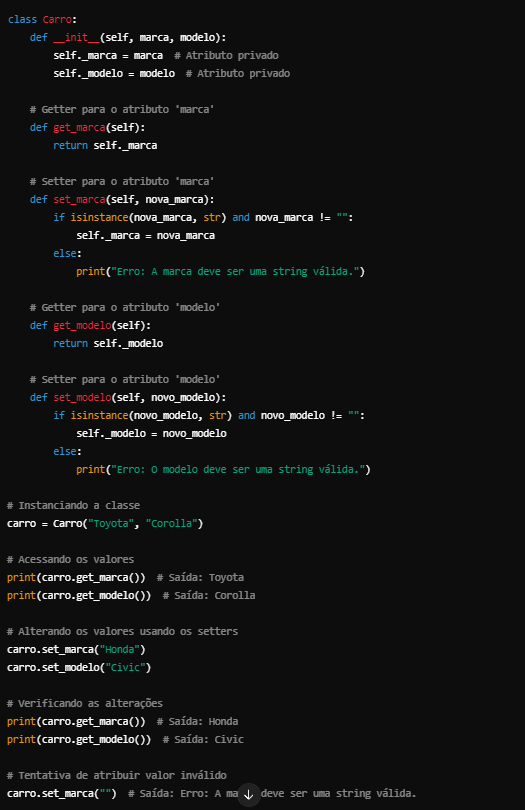 class Carro:
    def __init__(self, marca, modelo):
        self._marca = marca  # Atributo privado
        self._modelo = modelo  # Atributo privado

    # Getter para o atributo 'marca'
    def get_marca(self):
        return self._marca

    # Setter para o atributo 'marca'
    def set_marca(self, nova_marca):
        if isinstance(nova_marca, str) and nova_marca != "":
            self._marca = nova_marca
        else:
            print("Erro: A marca deve ser uma string válida.")

    # Getter para o atributo 'modelo'
    def get_modelo(self):
        return self._modelo

    # Setter para o atributo 'modelo'
    def set_modelo(self, novo_modelo):
        if isinstance(novo_modelo, str) and novo_modelo != "":
            self._modelo = novo_modelo
        else:
            print("Erro: O modelo deve ser uma string válida.")

# Instanciando a classe
carro = Carro("Toyota", "Corolla")

# Acessando os valores
print(carro.get_marca())  # Saída: Toyota
print(carro.get_modelo())  # Saída: Corolla

# Alterando os valores usando os setters
carro.set_marca("Honda")
carro.set_modelo("Civic")

# Verificando as alterações
print(carro.get_marca())  # Saída: Honda
print(carro.get_modelo())  # Saída: Civic

# Tentativa de atribuir valor inválido
carro.set_marca("")  # Saída: Erro: A deve ser uma string válida.